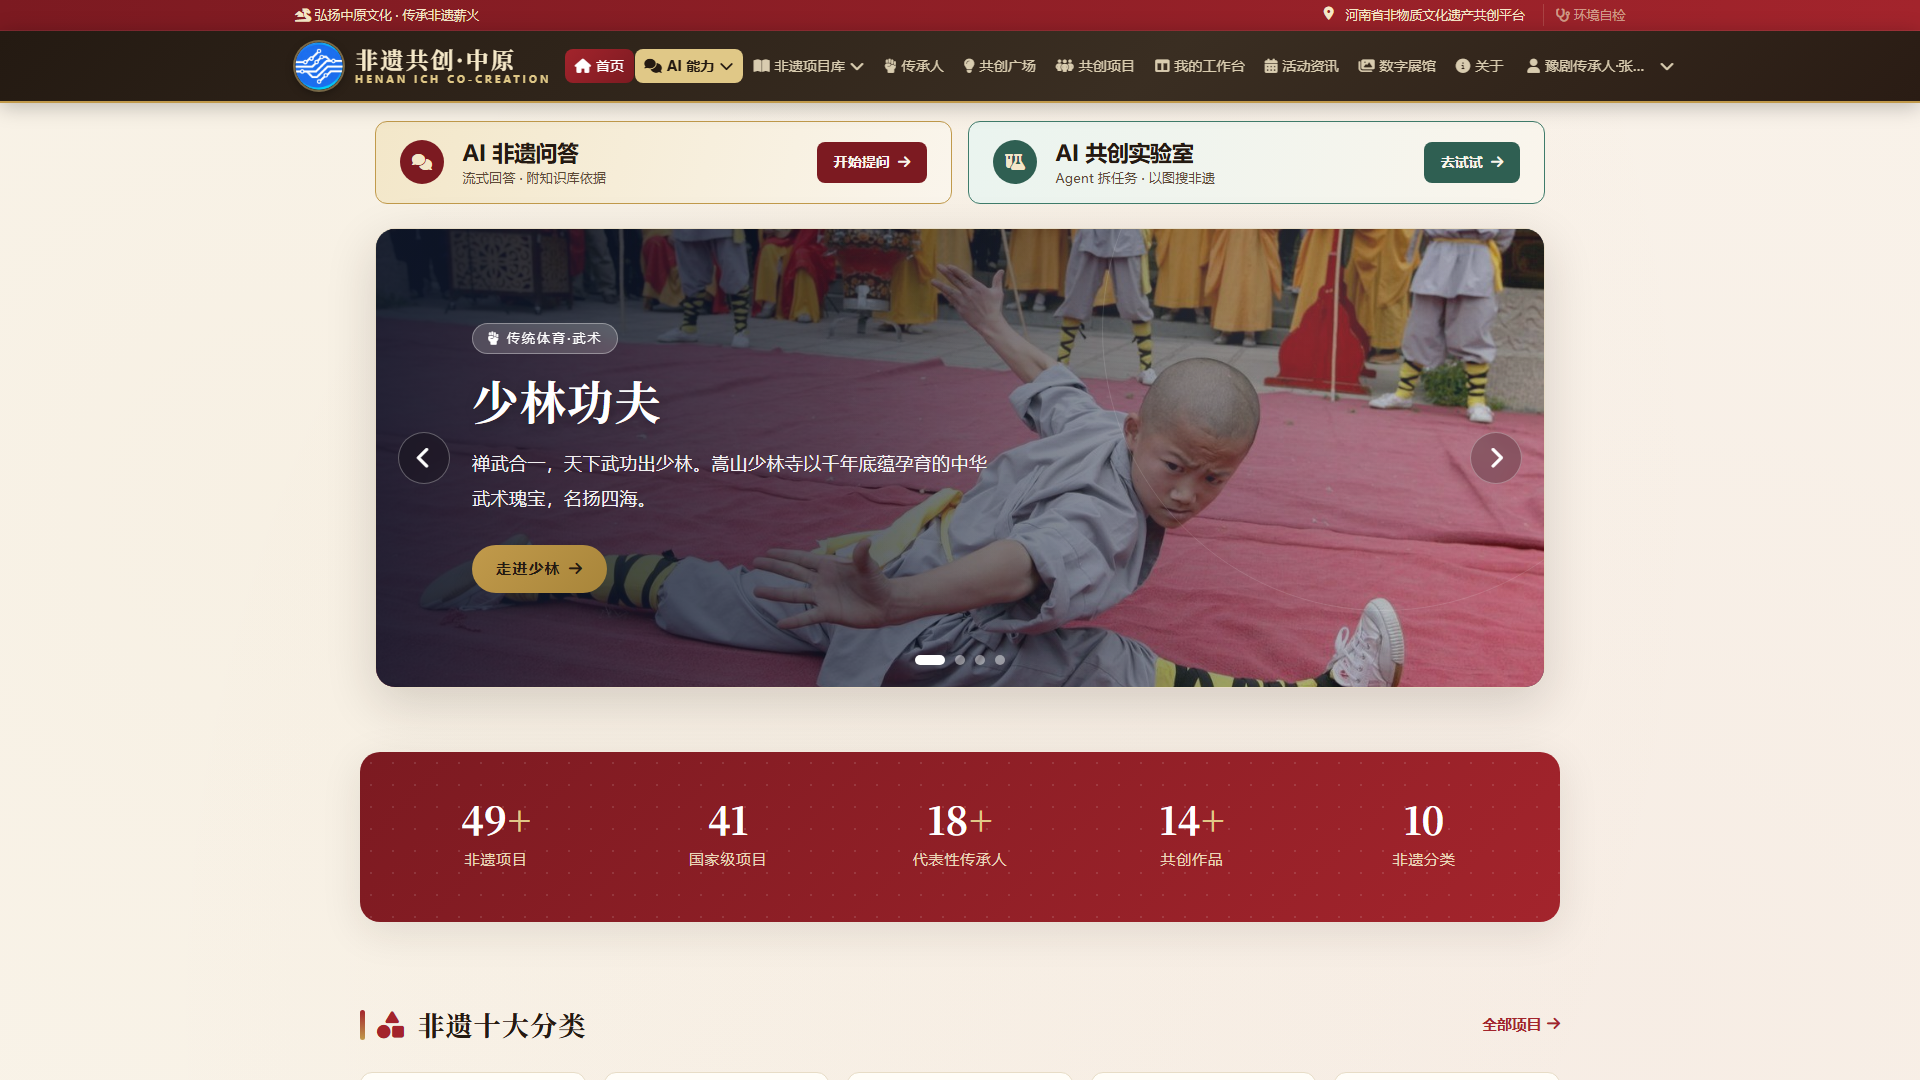 弘扬中原文化 · 传承非遗薪火
河南省非物质文化遗产共创平台
环境自检
非遗共创·中原
HENAN ICH CO-CREATION
首页
AI 能力
非遗项目库
传承人
共创广场
共创项目
我的工作台
活动资讯
数字展馆
关于
豫剧传承人·张...
AI 非遗问答
流式回答 · 附知识库依据
开始提问
AI 共创实验室
Agent 拆任务 · 以图搜非遗
去试试
传统体育·武术
少林功夫
禅武合一，天下武功出少林。嵩山少林寺以千年底蕴孕育的中华
武术瑰宝，名扬四海。
走进少林
49+
非遗项目
41
国家级项目
18+
代表性传承人
14+
共创作品
10
非遗分类
非遗十大分类
全部项目